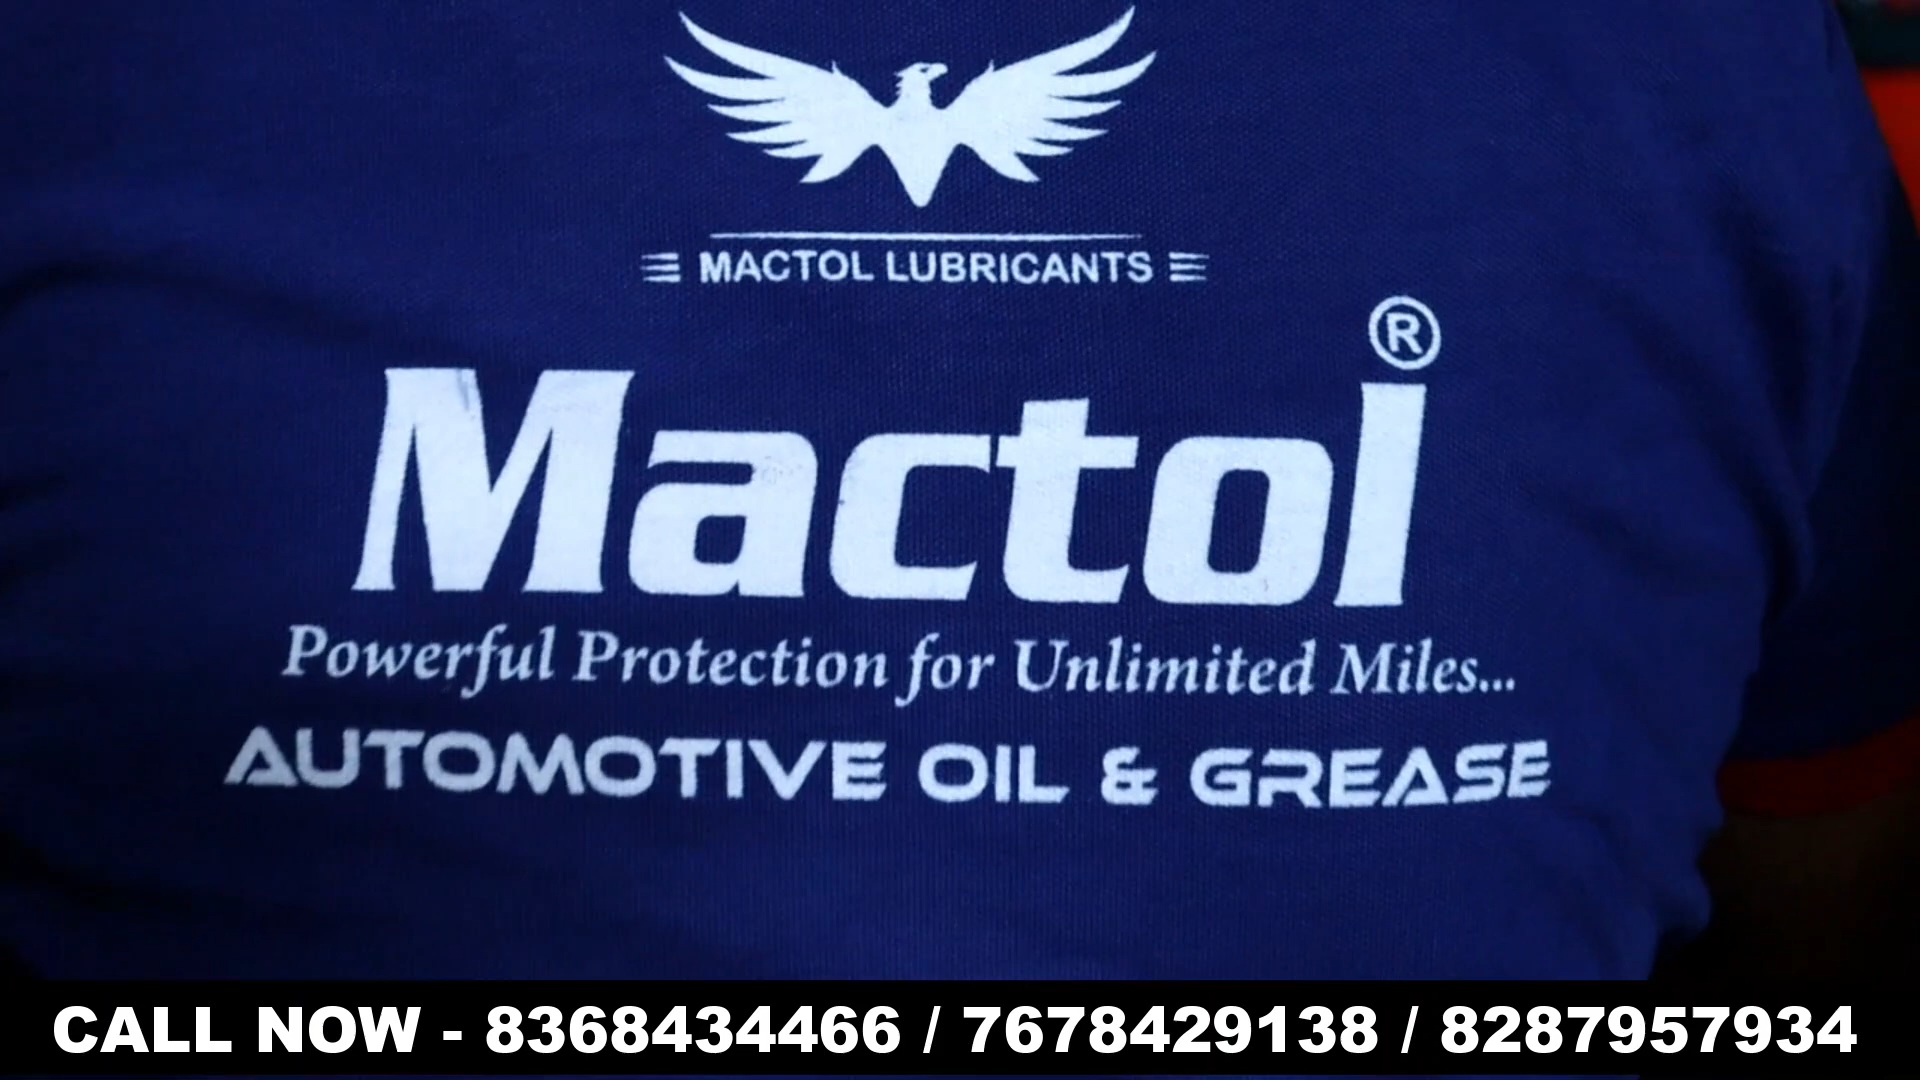 MACTOL LUBRICANTS
Mactol®
Powerful Protection for Unlimited Miles...
AUTOMOTIVE OIL & GREASE
CALL NOW - 8368434466 / 7678429138 / 8287957934